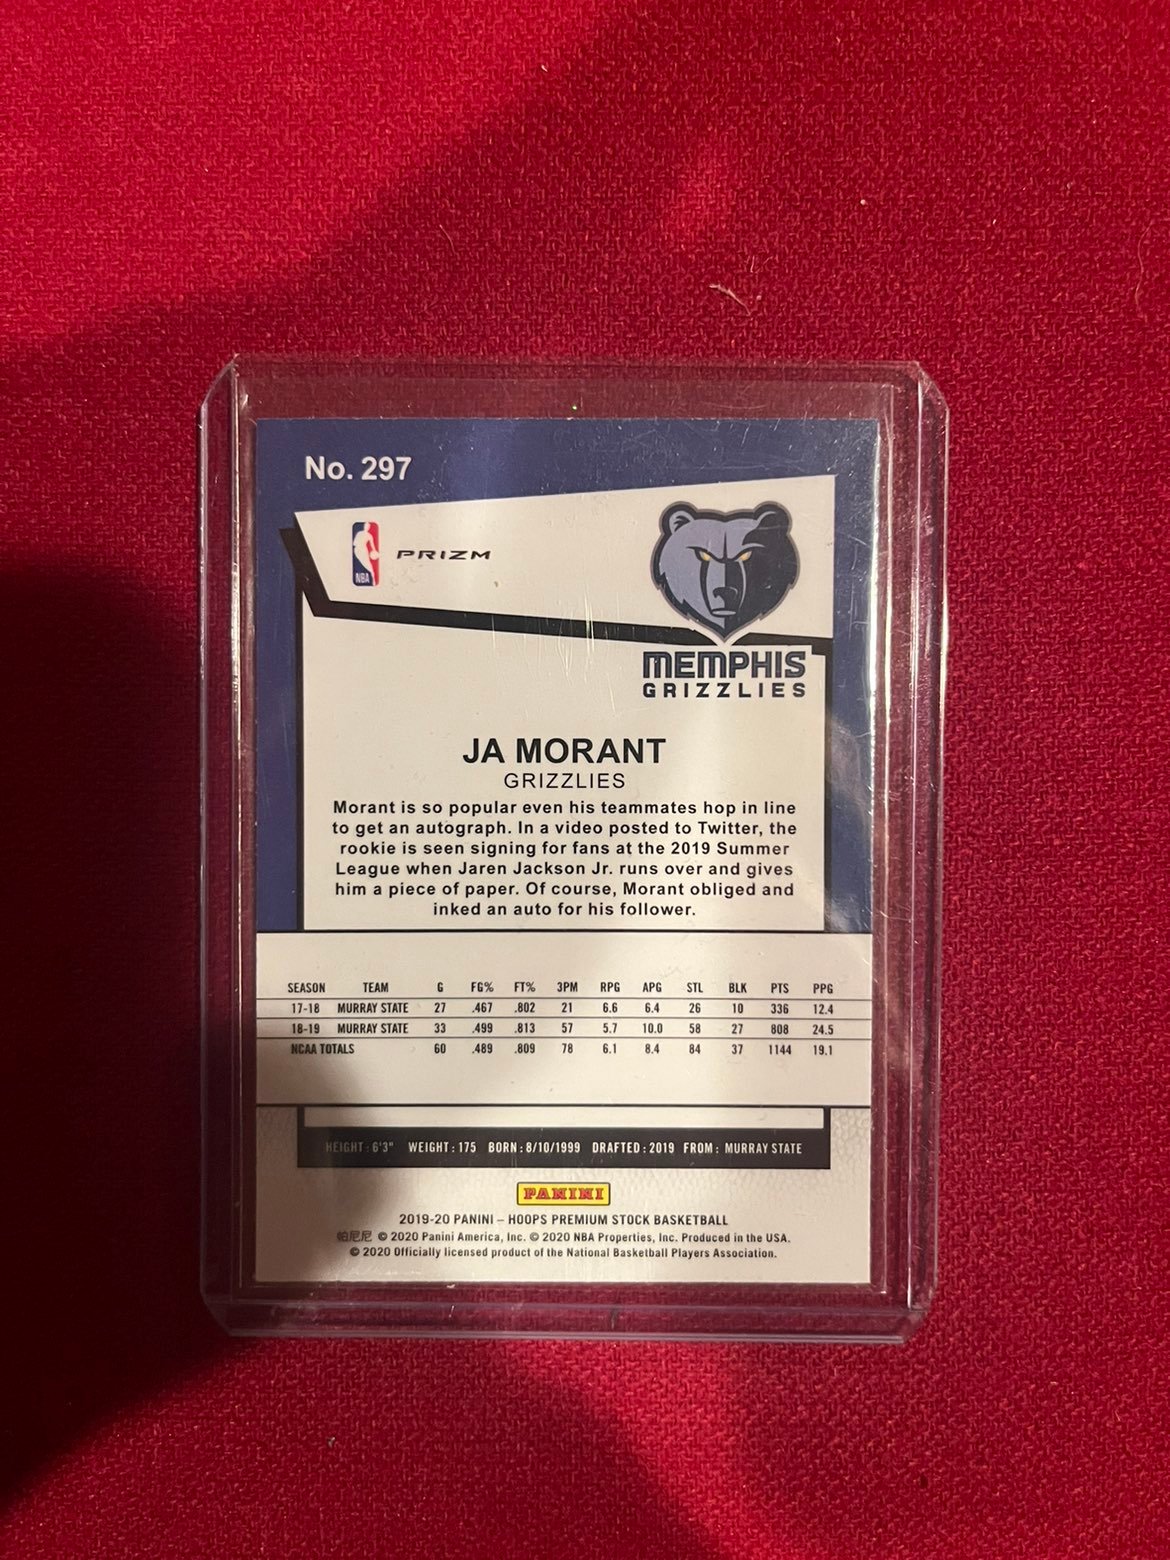 No. 297
NBA
PRIZM
MEMPHIS
GRIZZLIES
JA MORANT
GRIZZLIES
Morant is so popular even his teammates hop in line
to get an autograph. In a video posted to Twitter, the
rookie is seen signing for fans at the 2019 Summer
League when Jaren Jackson Jr. runs over and gives
him a piece of paper. Of course, Morant obliged and
inked an auto for his follower.
SEASON TEAM G FG% FT% 3PM RPG APG STL BLK PTS PPG
17-18 MURRAY STATE 27 .467 .802 21 6.6 6.4 26 10 336 12.4
18-19 MURRAY STATE 33 .499 .813 57 5.7 10.0 58 27 808 24.5
NCAA TOTALS 60 .489 .809 78 6.1 8.4 84 37 1144 19.1
HEIGHT: 6'3" WEIGHT: 175 BORN: 8/10/1999 DRAFTED: 2019 FROM: MURRAY STATE
PANINI
2019-20 PANINI – HOOPS PREMIUM STOCK BASKETBALL
帕尼尼 © 2020 Panini America, Inc. © 2020 NBA Properties, Inc. Produced in the USA.
© 2020 Officially licensed product of the National Basketball Players Association.